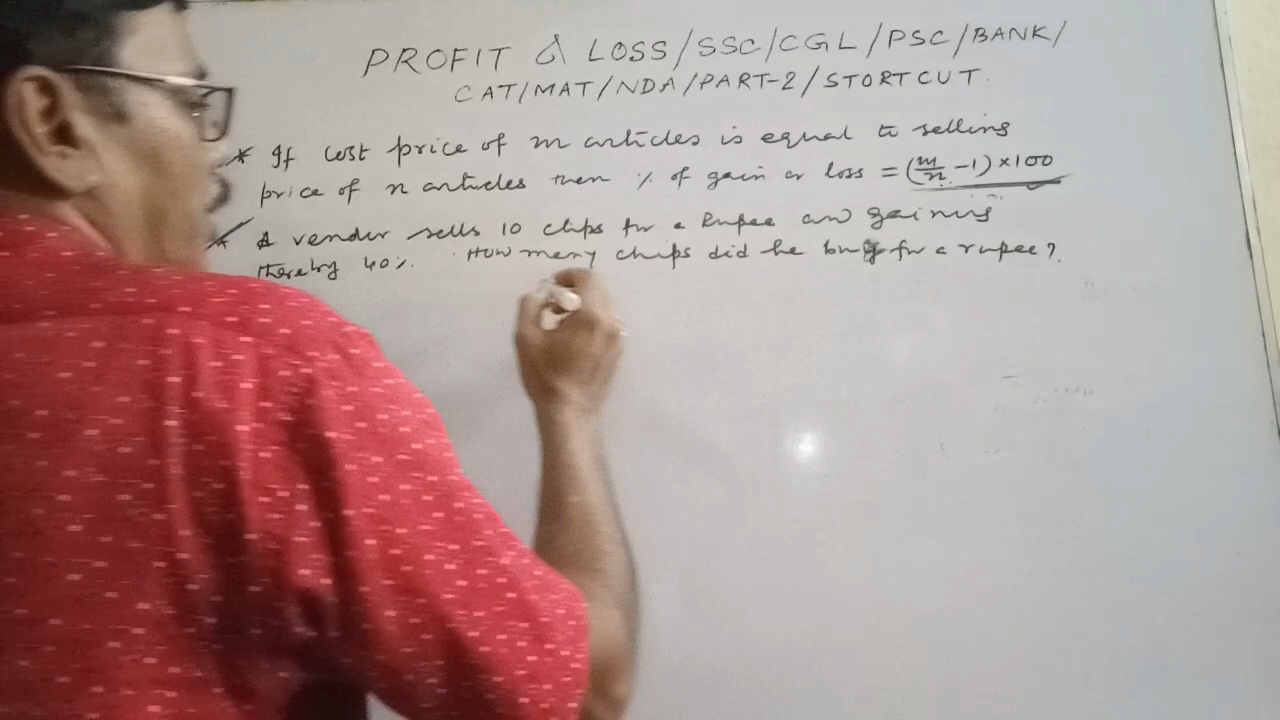 PROFIT & LOSS/SSC/CGL/PSC/BANK/
CAT/MAT/NDA/PART-2/STORTCUT.
* If cost price of m articles is equal to selling
price of n articles then % of gain or loss = (m/n - 1) × 100
* A vender sells 10 chips for a Rupee and gaining
thereby 40%. How many chips did he buy for a rupee?